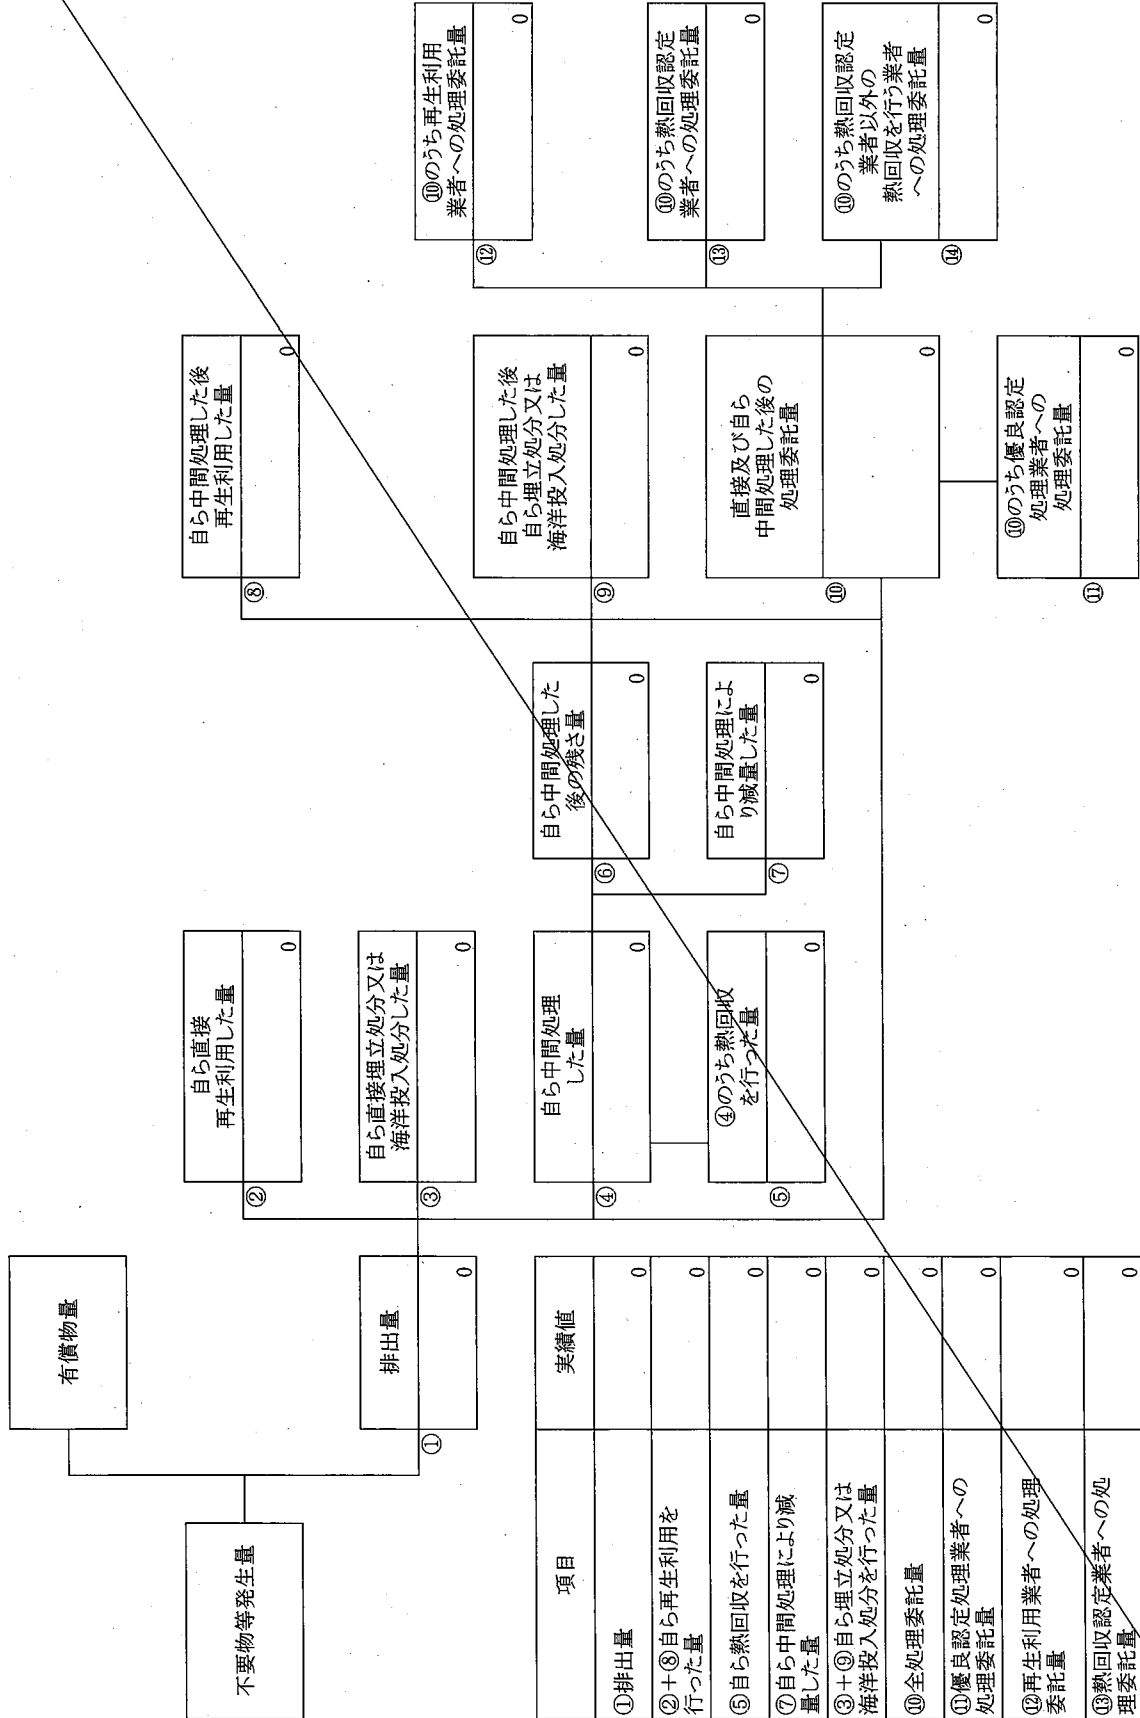 不要物等発生量
有償物量
①
排出量
0
②
自ら直接
再生利用した量
0
③
自ら直接埋立処分又は
海洋投入処分した量
0
④
自ら中間処理
した量
0
⑤
④のうち熱回収
を行った量
0
⑥
自ら中間処理した
後の残さ量
0
⑦
自ら中間処理によ
り減量した量
0
⑧
自ら中間処理した後
再生利用した量
0
⑨
自ら中間処理した後
自ら埋立処分又は
海洋投入処分した量
0
⑩
直接及び自ら
中間処理した後の
処理委託量
0
⑪
⑩のうち優良認定
処理業者への
処理委託量
0
⑫
⑩のうち再生利用
業者への処理委託量
0
⑬
⑩のうち熱回収認定
業者への処理委託量
0
⑭
⑩のうち熱回収認定
業者以外の
熱回収を行う業者
への処理委託量
0
項目 実績値
①排出量 0
②+⑧自ら再生利用を
行った量 0
⑤自ら熱回収を行った量 0
⑦自ら中間処理により減
量した量 0
③+⑨自ら埋立処分又は
海洋投入処分を行った量 0
⑩全処理委託量 0
⑪優良認定処理業者への
処理委託量 0
⑫再生利用業者への処理
委託量 0
⑬熱回収認定業者への処
理委託量 0